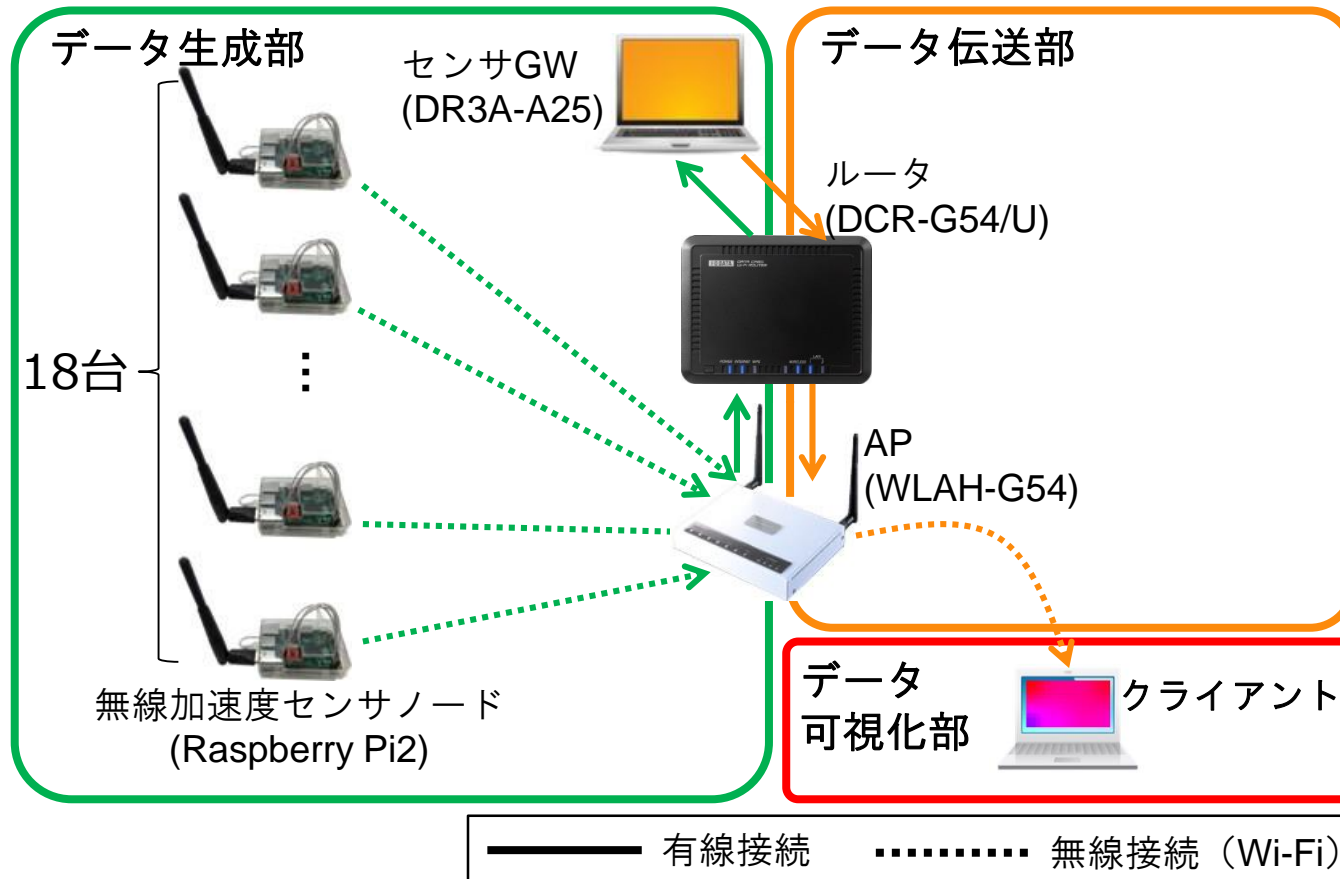 データ生成部
センサGW
(DR3A-A25)
データ伝送部
ルータ
(DCR-G54/U)
18台
⋮
AP
(WLAH-G54)
無線加速度センサノード
(Raspberry Pi2)
データ
可視化部
クライアント
有線接続
無線接続（Wi-Fi）